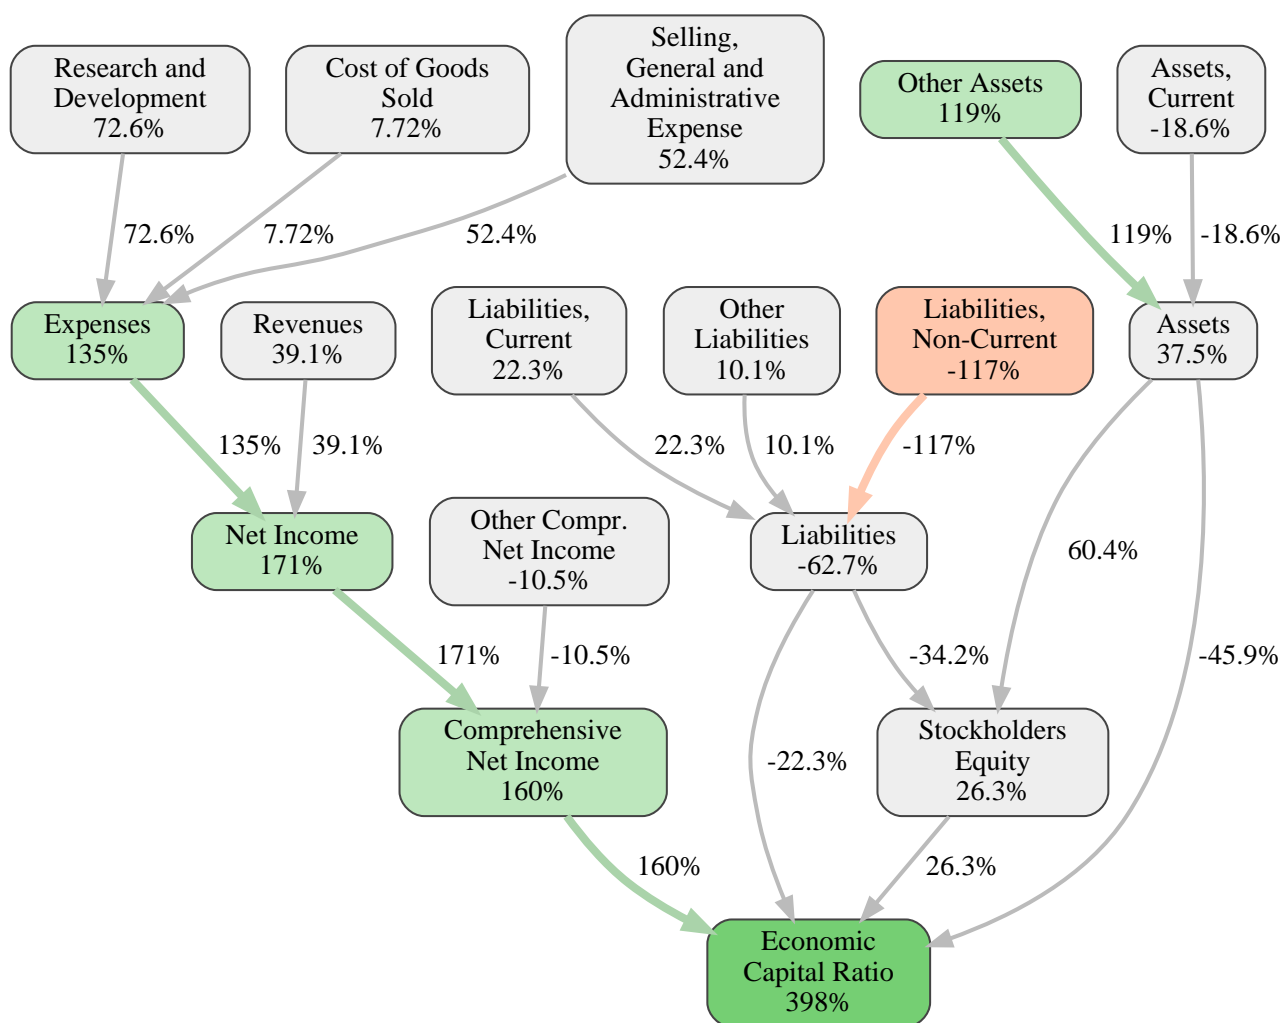 Research and
Development
72.6%
Cost of Goods
Sold
7.72%
Selling,
General and
Administrative
Expense
52.4%
Other Assets
119%
Assets,
Current
-18.6%
72.6%
7.72%
52.4%
119%
-18.6%
Expenses
135%
Revenues
39.1%
Liabilities,
Current
22.3%
Other
Liabilities
10.1%
Liabilities,
Non-Current
-117%
Assets
37.5%
135%
39.1%
22.3%
10.1%
-117%
Net Income
171%
Other Compr.
Net Income
-10.5%
Liabilities
-62.7%
60.4%
171%
-10.5%
-34.2%
-45.9%
Comprehensive
Net Income
160%
-22.3%
Stockholders
Equity
26.3%
160%
26.3%
Economic
Capital Ratio
398%